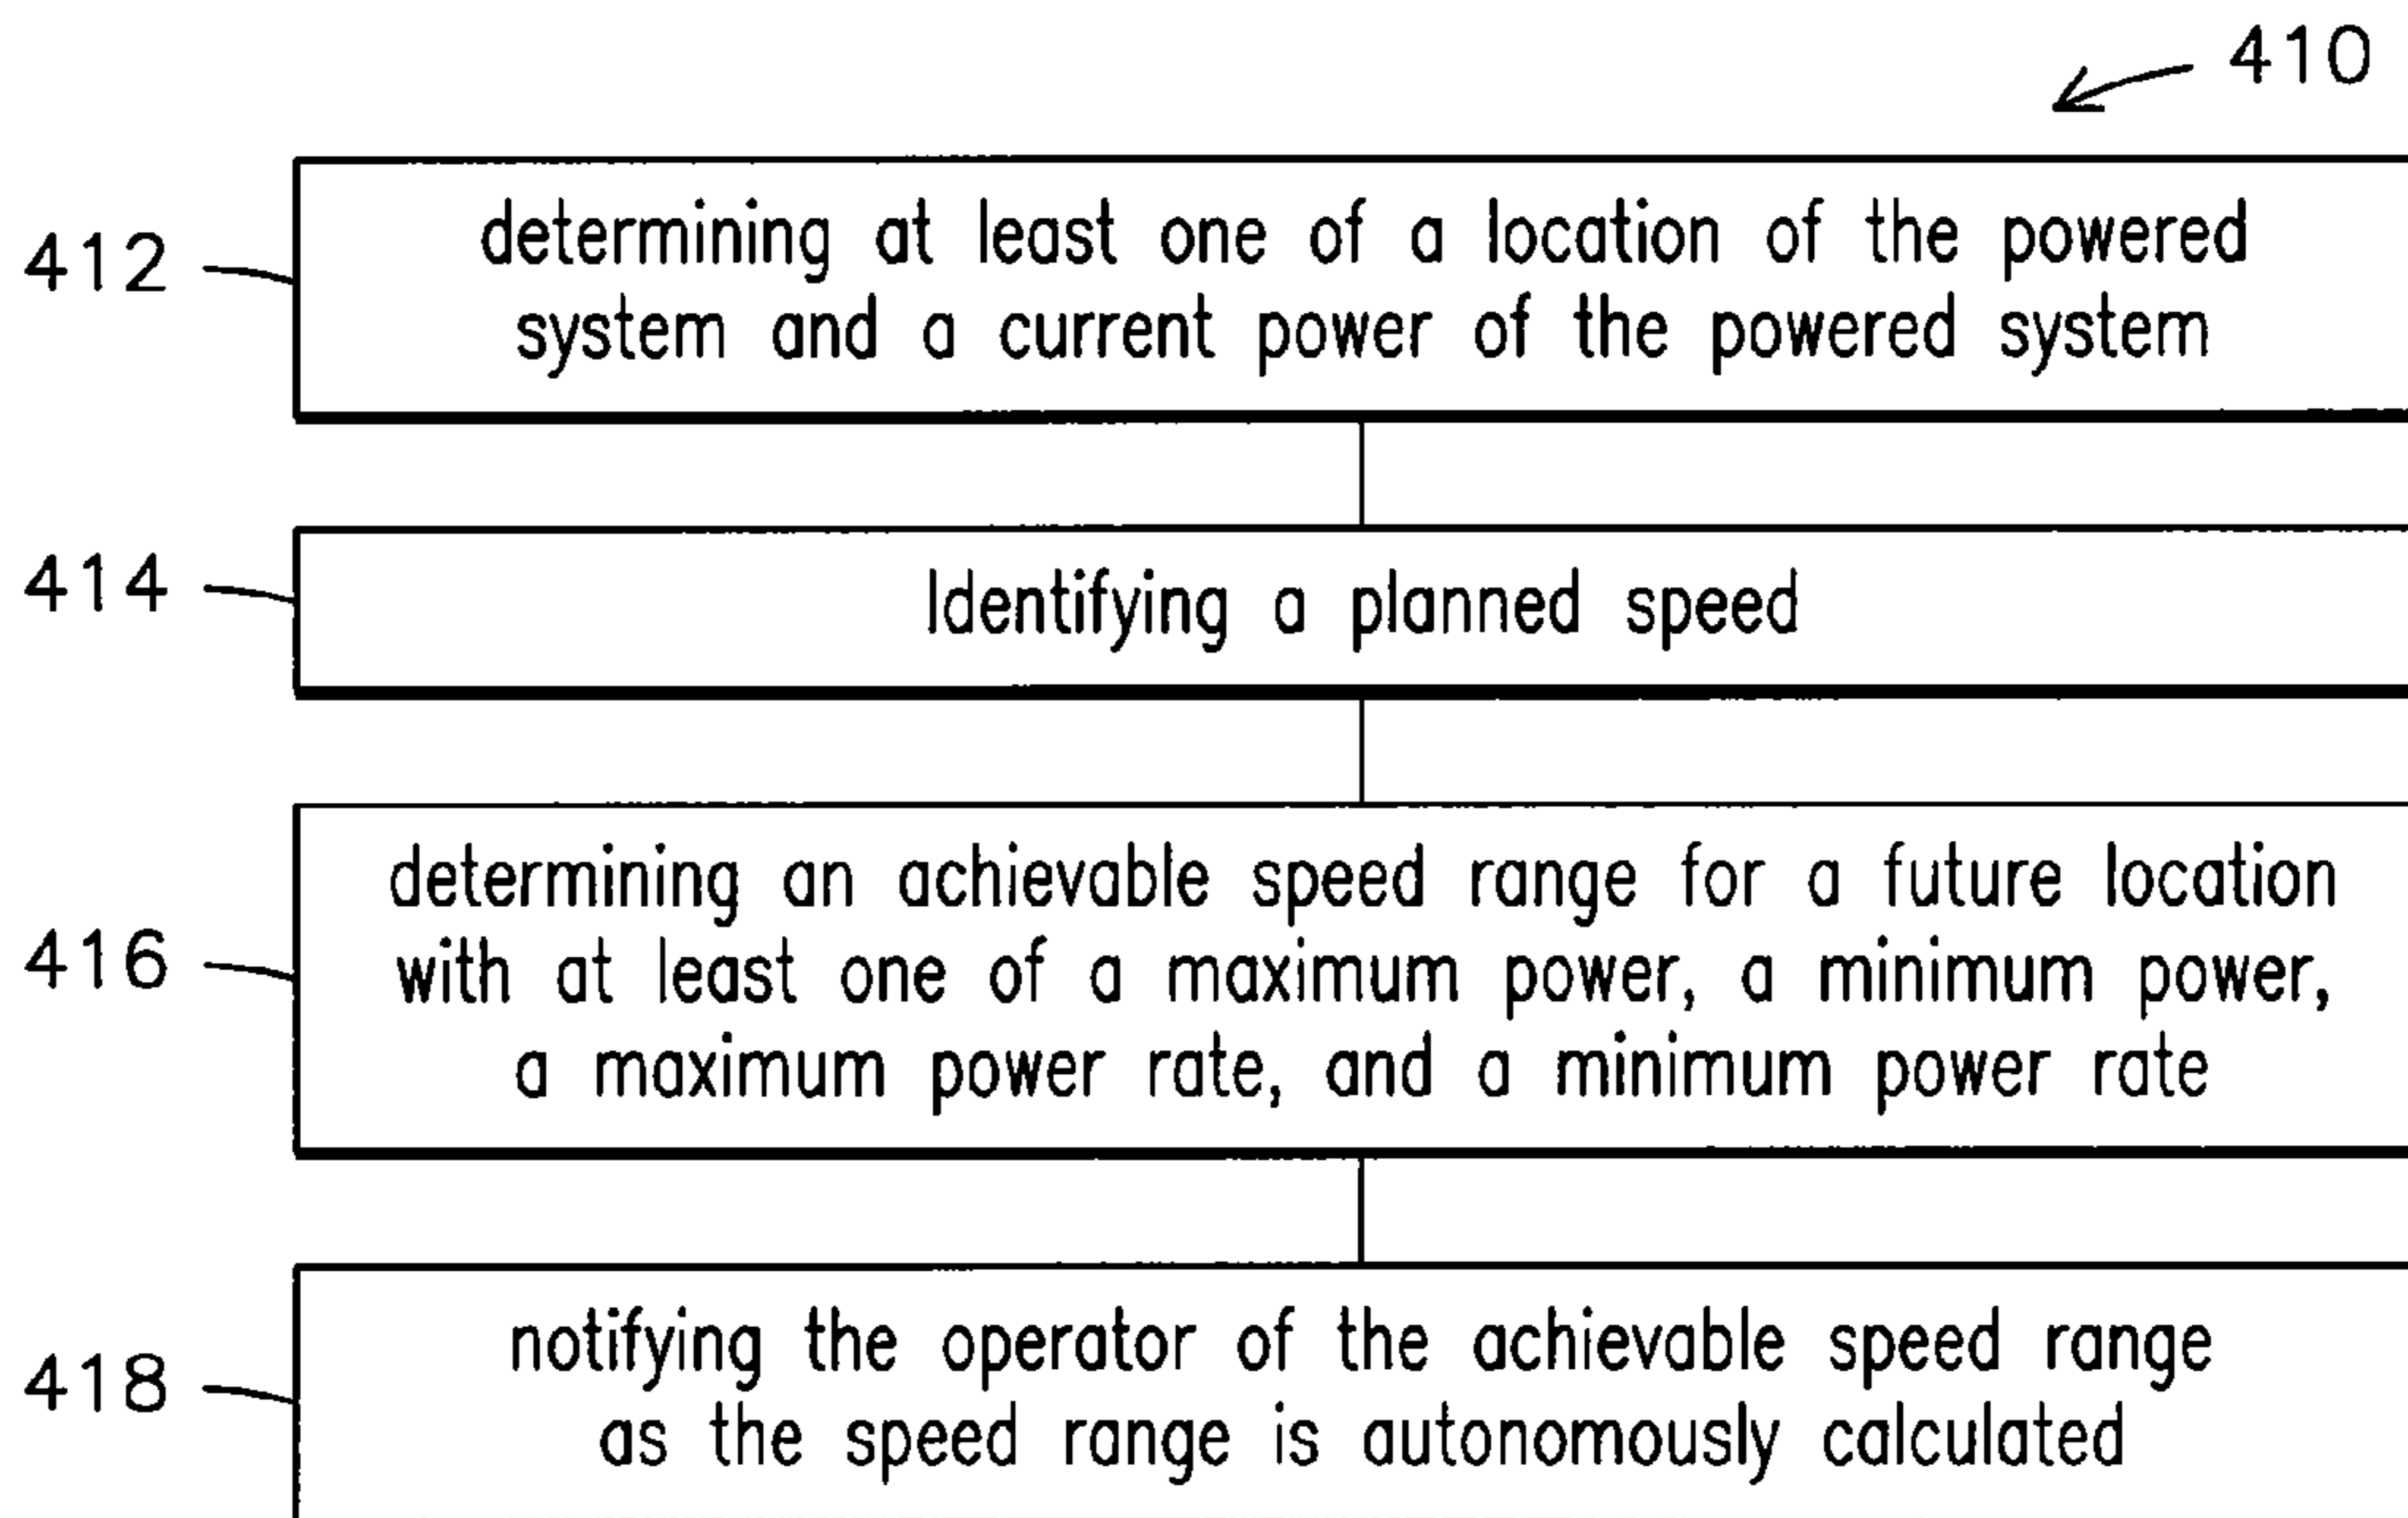 410
412
determining at least one of a location of the powered
system and a current power of the powered system
414
Identifying a planned speed
416
determining an achievable speed range for a future location
with at least one of a maximum power, a minimum power,
a maximum power rate, and a minimum power rate
418
notifying the operator of the achievable speed range
as the speed range is autonomously calculated